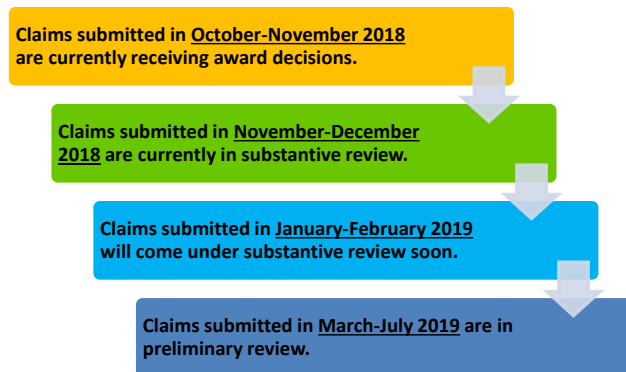 Claims submitted in October-November 2018
are currently receiving award decisions.
Claims submitted in November-December
2018 are currently in substantive review.
Claims submitted in January-February 2019
will come under substantive review soon.
Claims submitted in March-July 2019 are in
preliminary review.